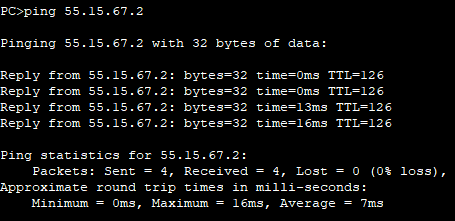 PC>ping 55.15.67.2
Pinging 55.15.67.2 with 32 bytes of data:
Reply from 55.15.67.2: bytes=32 time=0ms TTL=126
Reply from 55.15.67.2: bytes=32 time=0ms TTL=126
Reply from 55.15.67.2: bytes=32 time=13ms TTL=126
Reply from 55.15.67.2: bytes=32 time=16ms TTL=126
Ping statistics for 55.15.67.2:
Packets: Sent = 4, Received = 4, Lost = 0 (0% loss),
Approximate round trip times in milli-seconds:
Minimum = 0ms, Maximum = 16ms, Average = 7ms